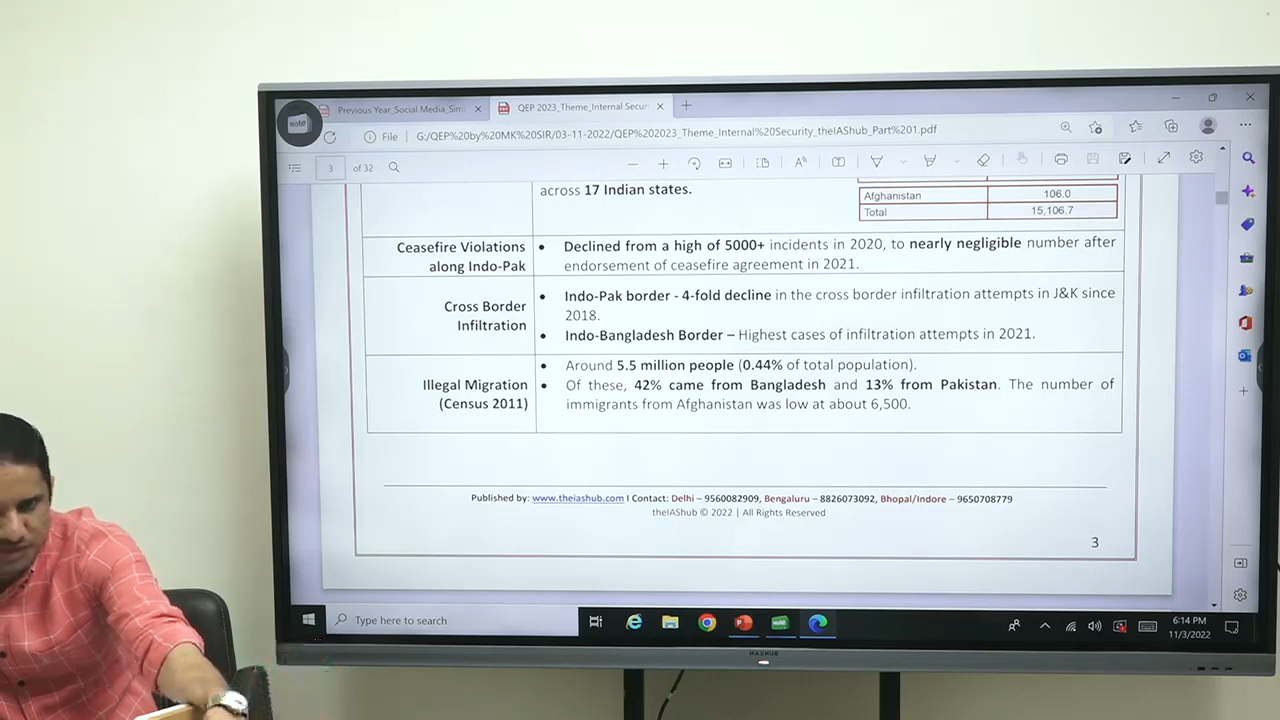 Note
Previous Year_Social Media_Sim
QEP 2023_Theme_Internal Secur
File
G:/QEP%20by%20MK%20SIR/03-11-2022/QEP%202023_Theme_Internal%20Security_theIAShub_Part%201.pdf
3 of 32
across 17 Indian states.
Afghanistan 106.0
Total 15,106.7
Ceasefire Violations
along Indo-Pak
• Declined from a high of 5000+ incidents in 2020, to nearly negligible number after
endorsement of ceasefire agreement in 2021.
Cross Border
Infiltration
• Indo-Pak border - 4-fold decline in the cross border infiltration attempts in J&K since
2018.
• Indo-Bangladesh Border – Highest cases of infiltration attempts in 2021.
Illegal Migration
(Census 2011)
• Around 5.5 million people (0.44% of total population).
• Of these, 42% came from Bangladesh and 13% from Pakistan. The number of
immigrants from Afghanistan was low at about 6,500.
Published by: www.theiashub.com I Contact: Delhi – 9560082909, Bengaluru – 8826073092, Bhopal/Indore – 9650708779
theIAShub © 2022 | All Rights Reserved
3
Type here to search
6:14 PM
11/3/2022
MAXHUB